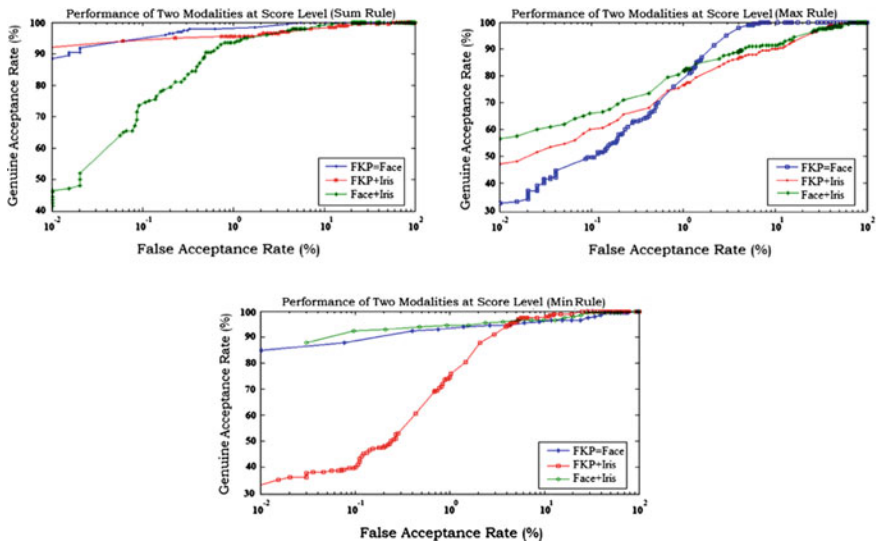 Performance of Two Modalities at Score Level (Sum Rule)
100
90
80
70
60
50
40
Genuine Acceptance Rate (%)
FKP=Face
FKP+Iris
Face+Iris
10-2
10-1
100
101
102
False Acceptance Rate (%)
Performance of Two Modalities at Score Level (Max Rule)
100
90
80
70
60
50
40
30
Genuine Acceptance Rate (%)
FKP=Face
FKP+Iris
Face+Iris
10-2
10-1
100
101
102
False Acceptance Rate (%)
Performance of Two Modalities at Score Level (Min Rule)
100
90
80
70
60
50
40
30
Genuine Acceptance Rate (%)
FKP=Face
FKP+Iris
Face+Iris
10-2
10-1
100
101
102
False Acceptance Rate (%)